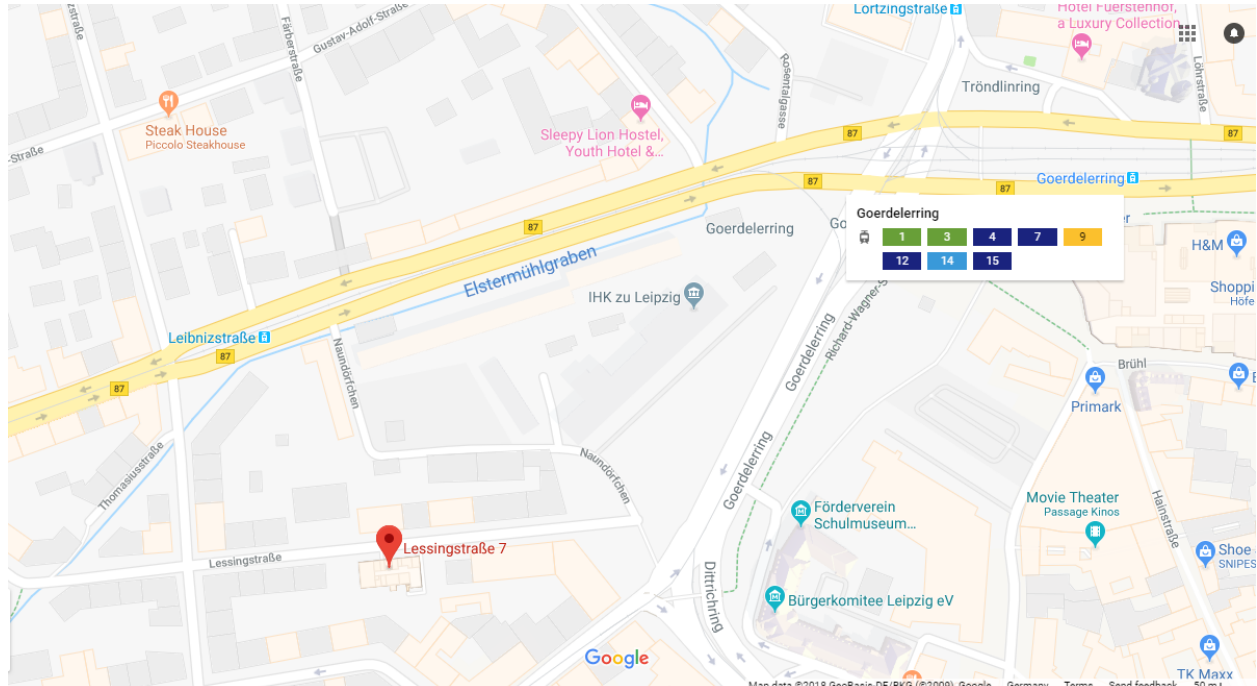 Lortzingstraße
Hotel Fuerstenhof,
a Luxury Collection
Färberstraße
Gustav-Adolf-Straße
Rosentalgasse
Tröndlinring
Löhrstraße
Steak House
Piccolo Steakhouse
-Straße
Sleepy Lion Hostel,
Youth Hotel &...
87
87
87
87
Goerdelerring
87
Goerdelerring
Goerdelerring
1 3 4 7 9
12 14 15
H&M
Shoppi
Höfe
Elstermühlgraben
IHK zu Leipzig
Richard-Wagner-S
Goerdelerring
Leibnizstraße
87
Naundörfchen
87
Brühl
Primark
Thomasiusstraße
Naundörfchen
Goerdelerring
Förderverein
Schulmuseum...
Movie Theater
Passage Kinos
Hainstraße
Lessingstraße 7
Lessingstraße
Shoe
SNIPES
Dittrichring
Bürgerkomitee Leipzig eV
Google
TK Maxx
Map data ©2018 GeoBasis-DE/BKG (©2009), Google Germany Terms Send feedback 50 m